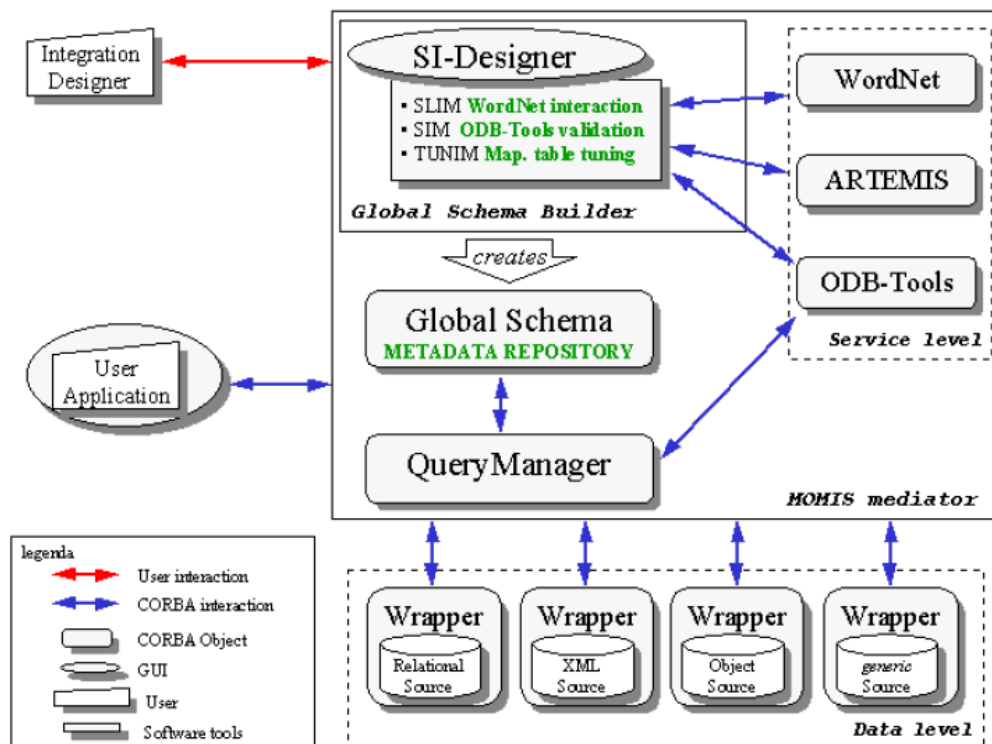 Integration
Designer
SI-Designer
▪ SLIM WordNet interaction
▪ SIM ODB-Tools validation
▪ TUNIM Map. table tuning
Global Schema Builder
WordNet
ARTEMIS
ODB-Tools
Service level
creates
Global Schema
METADATA REPOSITORY
User
Application
QueryManager
MOMIS mediator
legenda
User interaction
CORBA interaction
CORBA Object
GUI
User
Software tools
Wrapper
Relational
Source
Wrapper
XML
Source
Wrapper
Object
Source
Wrapper
generic
Source
Data level